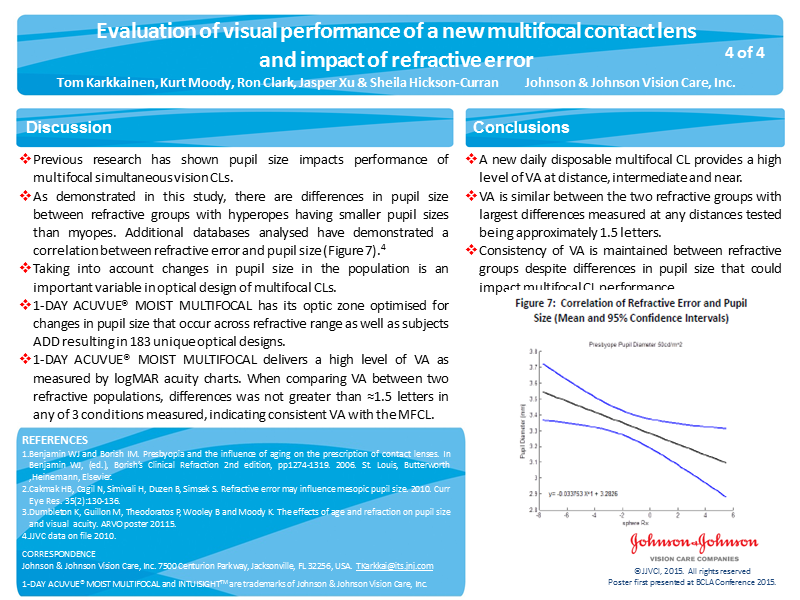 Evaluation of visual performance of a new multifocal contact lens
and impact of refractive error
4 of 4
Tom Karkkainen, Kurt Moody, Ron Clark, Jasper Xu & Sheila Hickson-Curran Johnson & Johnson Vision Care, Inc.
Discussion
❖Previous research has shown pupil size impacts performance of
multifocal simultaneous vision CLs.
❖As demonstrated in this study, there are differences in pupil size
between refractive groups with hyperopes having smaller pupil sizes
than myopes. Additional databases analysed have demonstrated a
correlation between refractive error and pupil size (Figure 7).4
❖Taking into account changes in pupil size in the population is an
important variable in optical design of multifocal CLs.
❖1-DAY ACUVUE® MOIST MULTIFOCAL has its optic zone optimised for
changes in pupil size that occur across refractive range as well as subjects
ADD resulting in 183 unique optical designs.
❖1-DAY ACUVUE® MOIST MULTIFOCAL delivers a high level of VA as
measured by logMAR acuity charts. When comparing VA between two
refractive populations, differences was not greater than ≈1.5 letters in
any of 3 conditions measured, indicating consistent VA with the MFCL.
REFERENCES
1.Benjamin WJ and Borish IM. Presbyopia and the influence of aging on the prescription of contact lenses. In
Benjamin WJ, (ed.), Borish's Clinical Refraction 2nd edition, pp1274-1319. 2006. St. Louis, Butterworth
,Heinemann, Elsevier.
2.Cakmak HB, Cagil N, Simivali H, Duzen B, Simsek S. Refractive error may influence mesopic pupil size. 2010. Curr
Eye Res. 35(2):130-136.
3.Dumbleton K, Guillon M, Theodoratos P, Wooley B and Moody K. The effects of age and refraction on pupil size
and visual acuity. ARVO poster 20115.
4.JJVC data on file 2010.
CORRESPONDENCE
Johnson & Johnson Vision Care, Inc. 7500 Centurion Parkway, Jacksonville, FL 32256, USA. TKarkkai@its.jnj.com
1-DAY ACUVUE® MOIST MULTIFOCAL and INTUISIGHT™ are trademarks of Johnson & Johnson Vision Care, Inc.
Conclusions
❖A new daily disposable multifocal CL provides a high
level of VA at distance, intermediate and near.
❖VA is similar between the two refractive groups with
largest differences measured at any distances tested
being approximately 1.5 letters.
❖Consistency of VA is maintained between refractive
groups despite differences in pupil size that could
impact multifocal CL performance
Figure 7: Correlation of Refractive Error and Pupil
Size (Mean and 95% Confidence Intervals)
Presbyope Pupil Diameter 50cd/m^2
Pupil Diameter (mm)
3.8
3.7
3.6
3.5
3.4
3.3
3.2
3.1
3
2.9
2.8
y= -0.033753 X^1 + 3.2826
-8 -6 -4 -2 0 2 4 6
sphere Rx
Johnson & Johnson
VISION CARE COMPANIES
© JJVCI, 2015. All rights reserved
Poster first presented at BCLA Conference 2015.